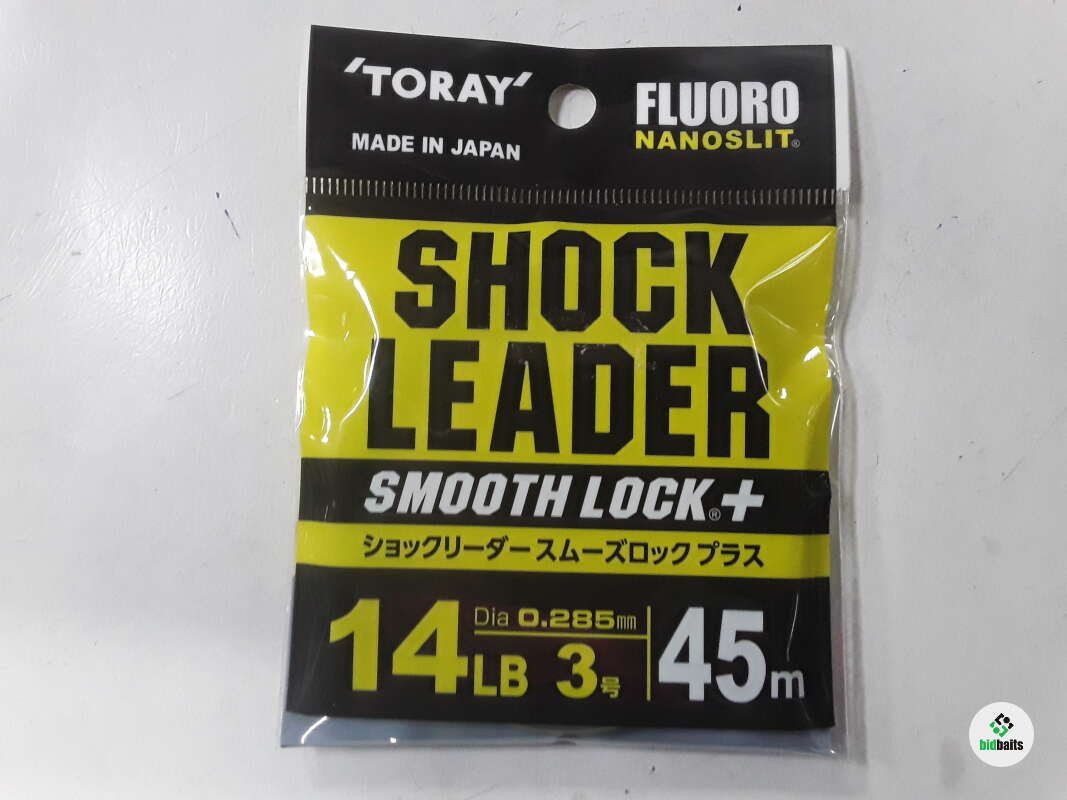 'TORAY'
MADE IN JAPAN
FLUORO
NANOSLIT®
SHOCK
LEADER
SMOOTH LOCK®+
ショックリーダー スムーズロック プラス
14LB
Dia 0.285mm
3号
45m
bidbaits